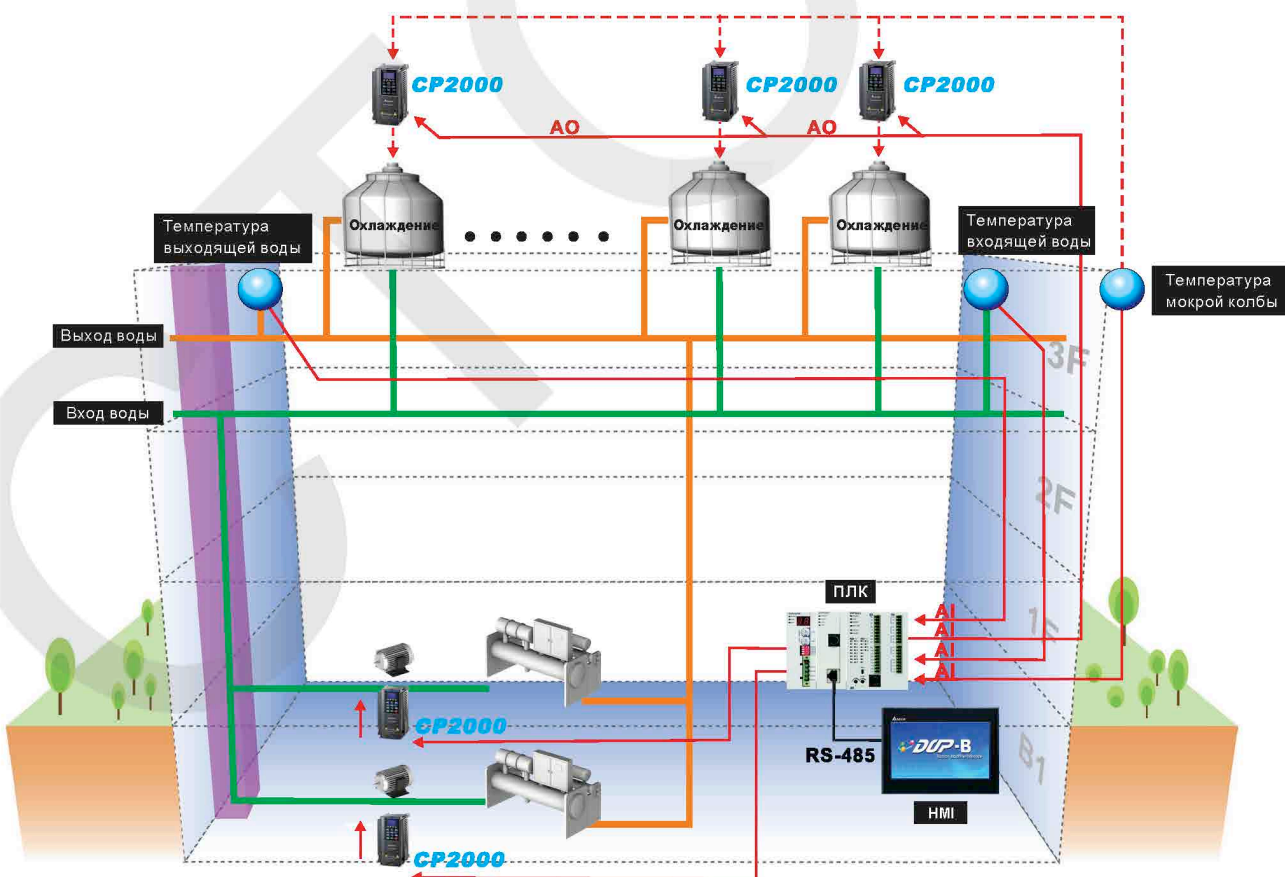 CP2000
CP2000
CP2000
AO
AO
Охлаждение
Охлаждение
Охлаждение
Температура
выходящей воды
Температура
входящей воды
Температура
мокрой колбы
Выход воды
Вход воды
3F
2F
1F
B1
ПЛК
AI
AI
AI
AI
CP2000
CP2000
RS-485
DOP-B
HMI
СТО